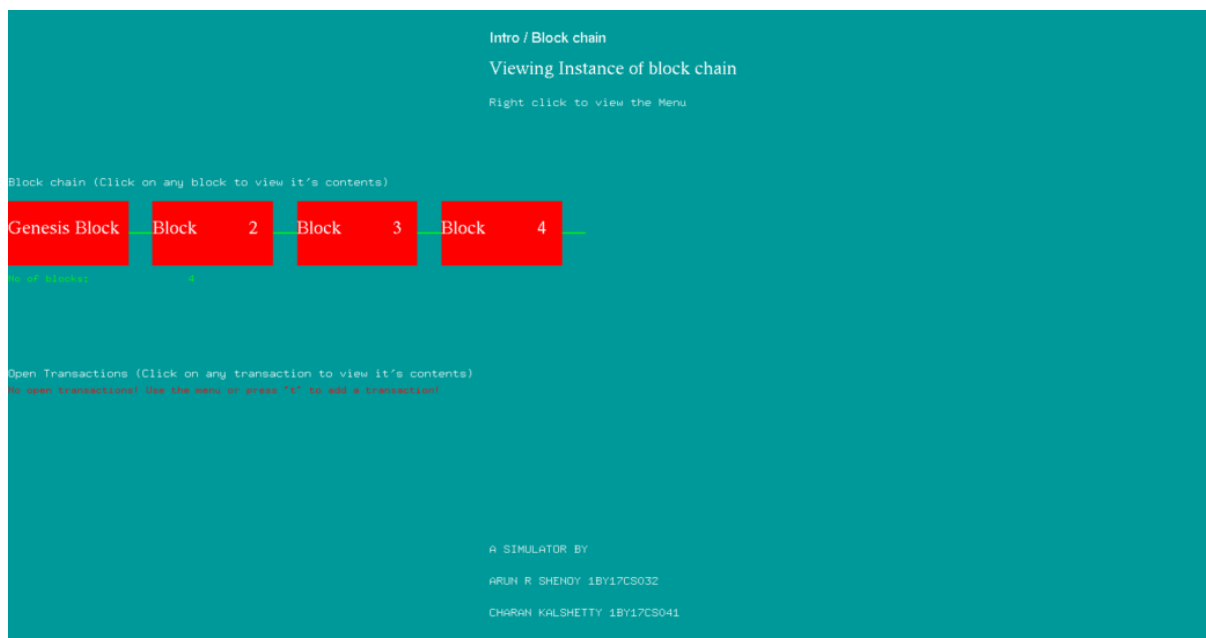 Intro / Block chain
Viewing Instance of block chain
Right click to view the Menu
Block chain (Click on any block to view it's contents)
Genesis Block Block 2 Block 3 Block 4
No of blocks: 4
Open Transactions (Click on any transaction to view it's contents)
No open transactions! Use the menu or press 't' to add a transaction!
A SIMULATOR BY
ARUN R SHENOY 1BY17CS032
CHARAN KALSHETTY 1BY17CS041